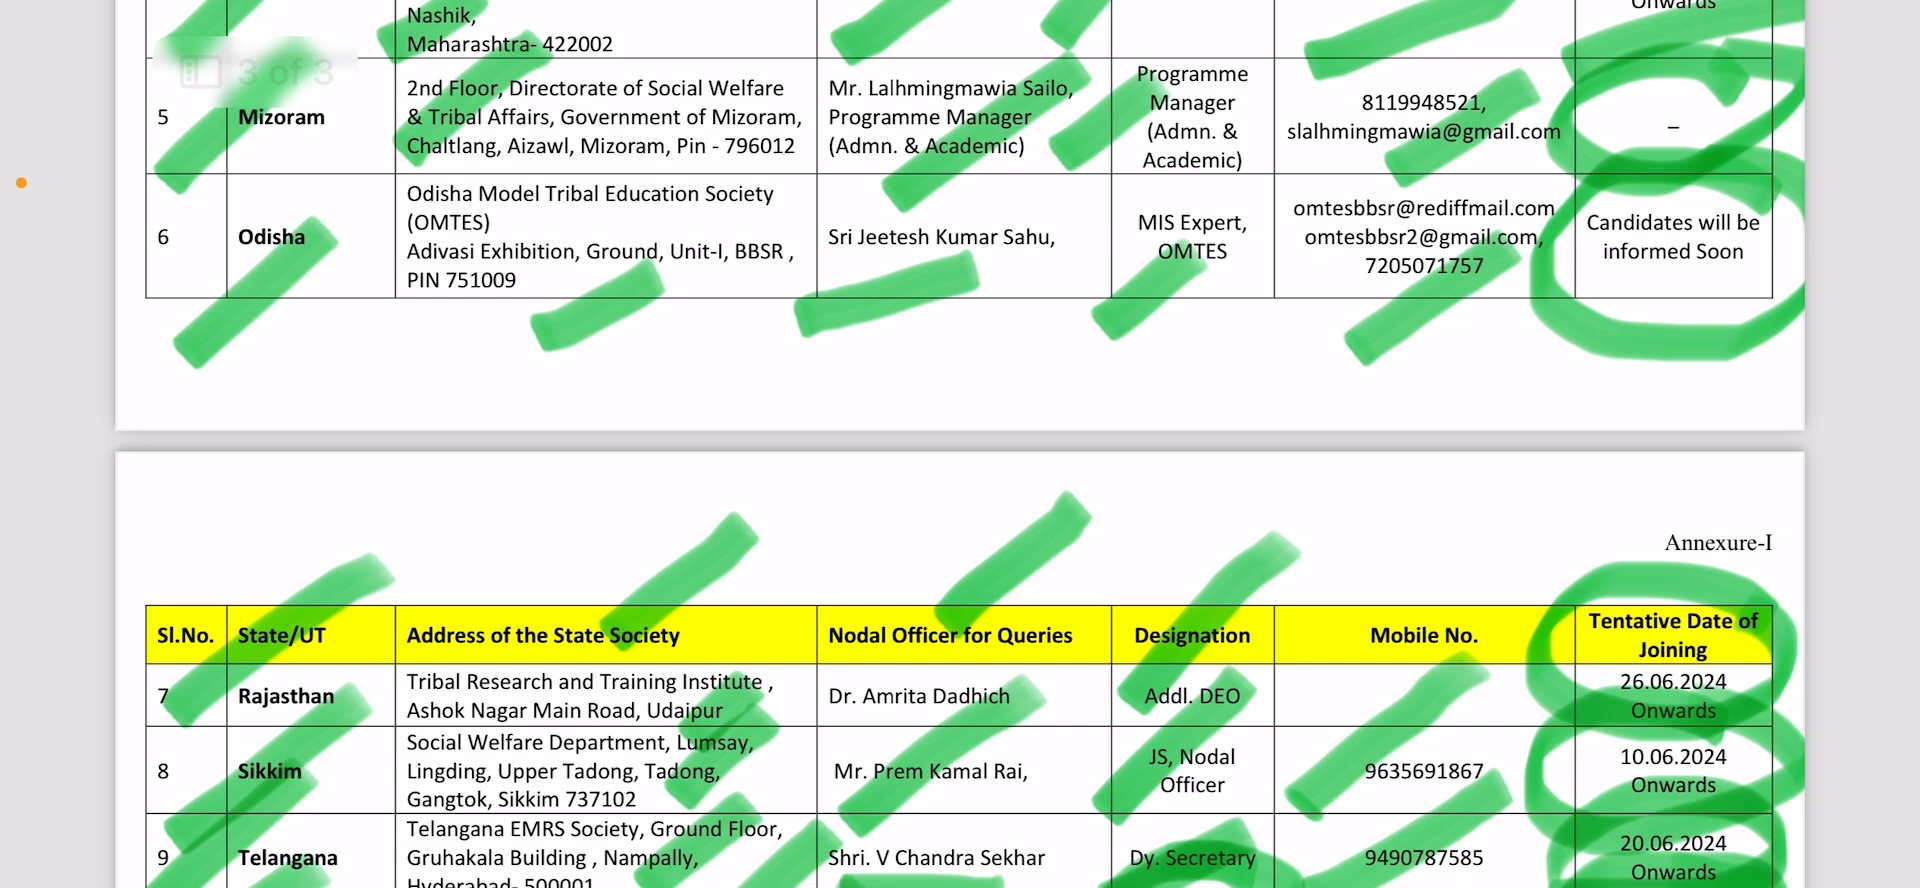 Onwards
Nashik,
Maharashtra- 422002
3 of 3
5
Mizoram
2nd Floor, Directorate of Social Welfare
& Tribal Affairs, Government of Mizoram,
Chaltlang, Aizawl, Mizoram, Pin - 796012
Mr. Lalhmingmawia Sailo,
Programme Manager
(Admn. & Academic)
Programme
Manager
(Admn. &
Academic)
8119948521,
slalhmingmawia@gmail.com
–
6
Odisha
Odisha Model Tribal Education Society
(OMTES)
Adivasi Exhibition, Ground, Unit-I, BBSR ,
PIN 751009
Sri Jeetesh Kumar Sahu,
MIS Expert,
OMTES
omtesbbsr@rediffmail.com
omtesbbsr2@gmail.com,
7205071757
Candidates will be
informed Soon
Annexure-I
Sl.No.
State/UT
Address of the State Society
Nodal Officer for Queries
Designation
Mobile No.
Tentative Date of
Joining
7
Rajasthan
Tribal Research and Training Institute ,
Ashok Nagar Main Road, Udaipur
Dr. Amrita Dadhich
Addl. DEO
26.06.2024
Onwards
8
Sikkim
Social Welfare Department, Lumsay,
Lingding, Upper Tadong, Tadong,
Gangtok, Sikkim 737102
Mr. Prem Kamal Rai,
JS, Nodal
Officer
9635691867
10.06.2024
Onwards
9
Telangana
Telangana EMRS Society, Ground Floor,
Gruhakala Building , Nampally,
Hyderabad- 500001
Shri. V Chandra Sekhar
Dy. Secretary
9490787585
20.06.2024
Onwards